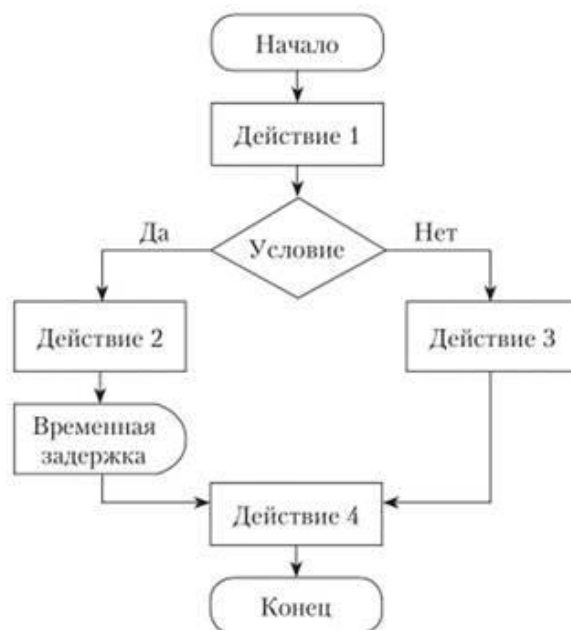 Начало
Действие 1
Да
Условие
Нет
Действие 2
Действие 3
Временная
задержка
Действие 4
Конец